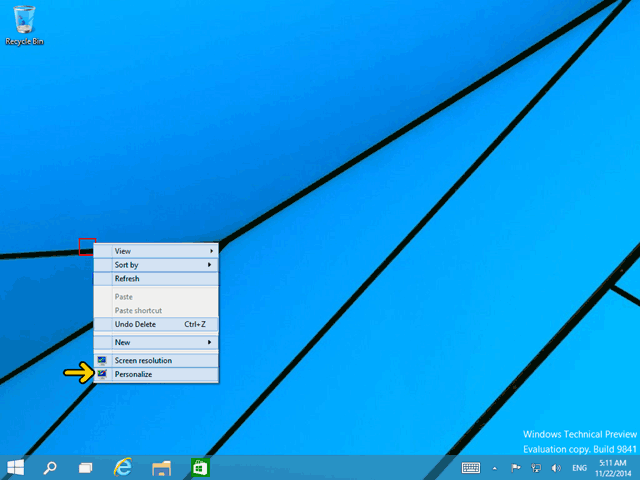 Recycle Bin
View
Sort by
Refresh
Paste
Paste shortcut
Undo Delete Ctrl+Z
New
Screen resolution
Personalize
Windows Technical Preview
Evaluation copy. Build 9841
ENG
5:11 AM
11/22/2014